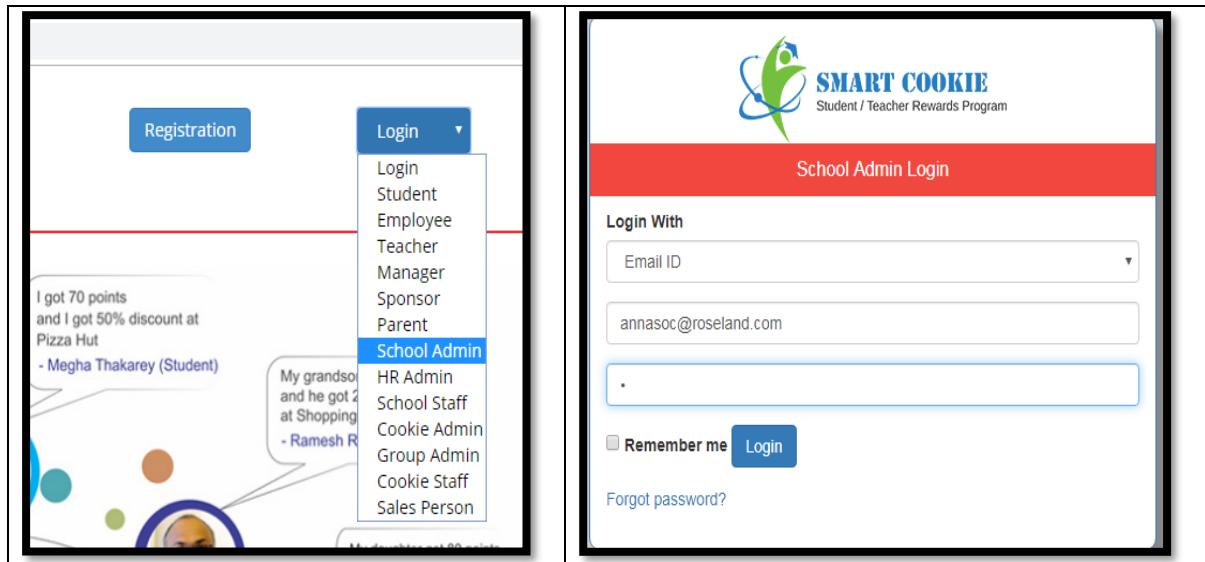 Registration
Login
Login
Student
Employee
Teacher
Manager
Sponsor
Parent
School Admin
HR Admin
School Staff
Cookie Admin
Group Admin
Cookie Staff
Sales Person
I got 70 points
and I got 50% discount at
Pizza Hut
- Megha Thakarey (Student)
My grandso
and he got 2
at Shopping
- Ramesh R
SMART COOKIE
Student / Teacher Rewards Program
School Admin Login
Login With
Email ID
annasoc@roseland.com
Remember me
Login
Forgot password?